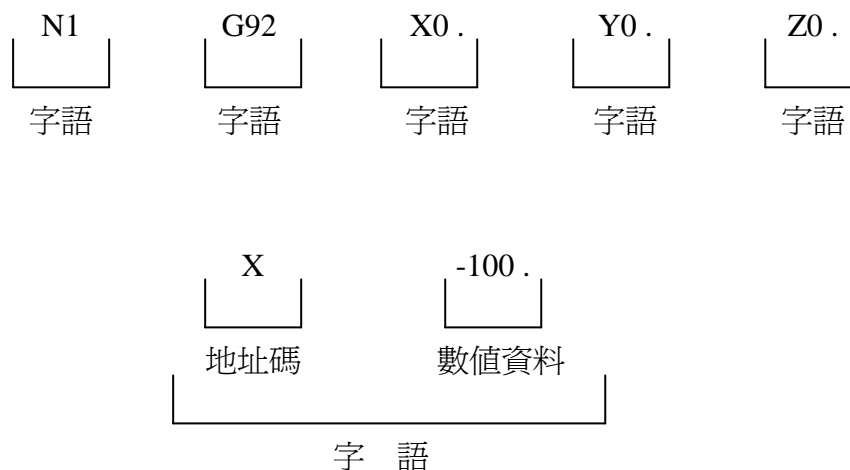 N1 G92 X0 . Y0 . Z0 .
字語 字語 字語 字語 字語
X -100 .
地址碼 數值資料
字 語